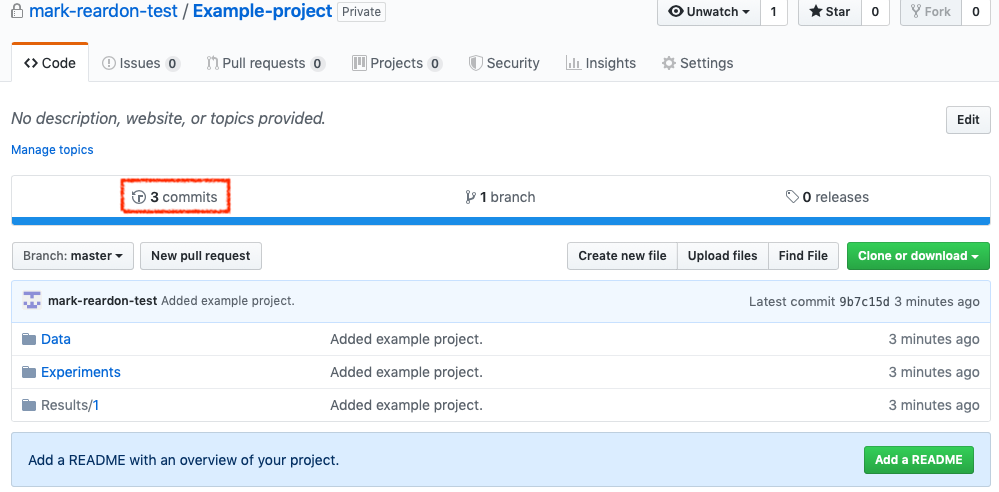 mark-reardon-test / Example-project Private Unwatch 1 Star 0 Fork 0
Code Issues 0 Pull requests 0 Projects 0 Security Insights Settings
No description, website, or topics provided. Edit
Manage topics
3 commits 1 branch 0 releases
Branch: master New pull request Create new file Upload files Find File Clone or download
mark-reardon-test Added example project. Latest commit 9b7c15d 3 minutes ago
Data Added example project. 3 minutes ago
Experiments Added example project. 3 minutes ago
Results/1 Added example project. 3 minutes ago
Add a README with an overview of your project. Add a README